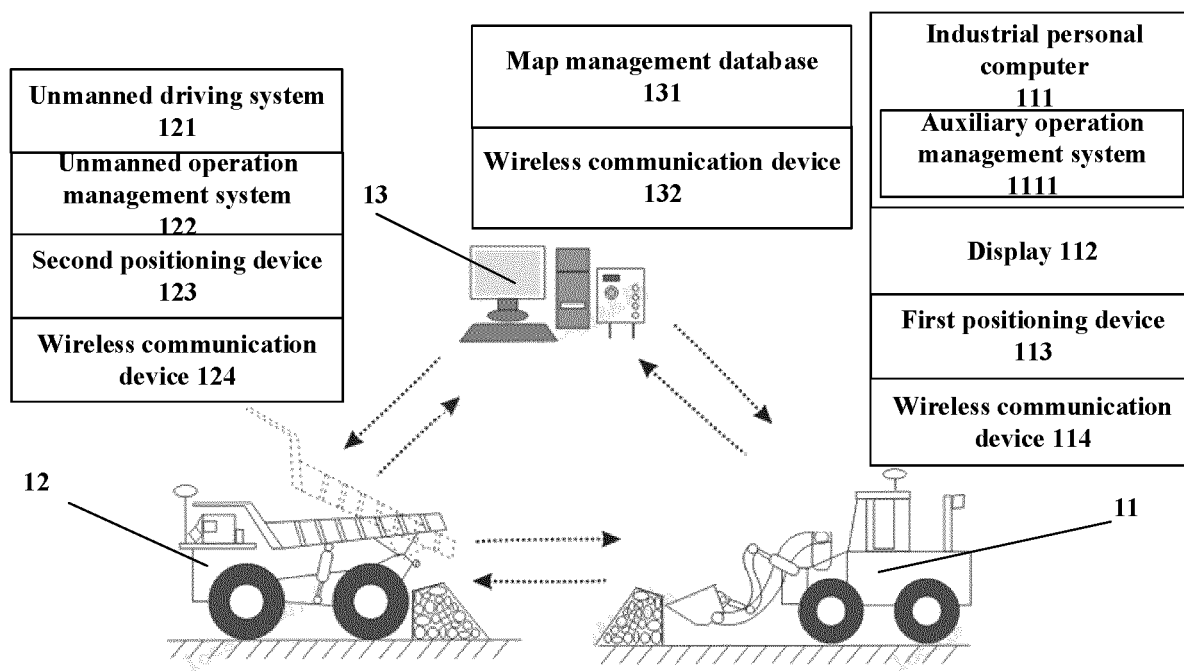 Unmanned driving system
121
Unmanned operation
management system
122
Second positioning device
123
Wireless communication
device 124
Map management database
131
Wireless communication device
132
Industrial personal
computer
111
Auxiliary operation
management system
1111
Display 112
First positioning device
113
Wireless communication
device 114
13
12
11